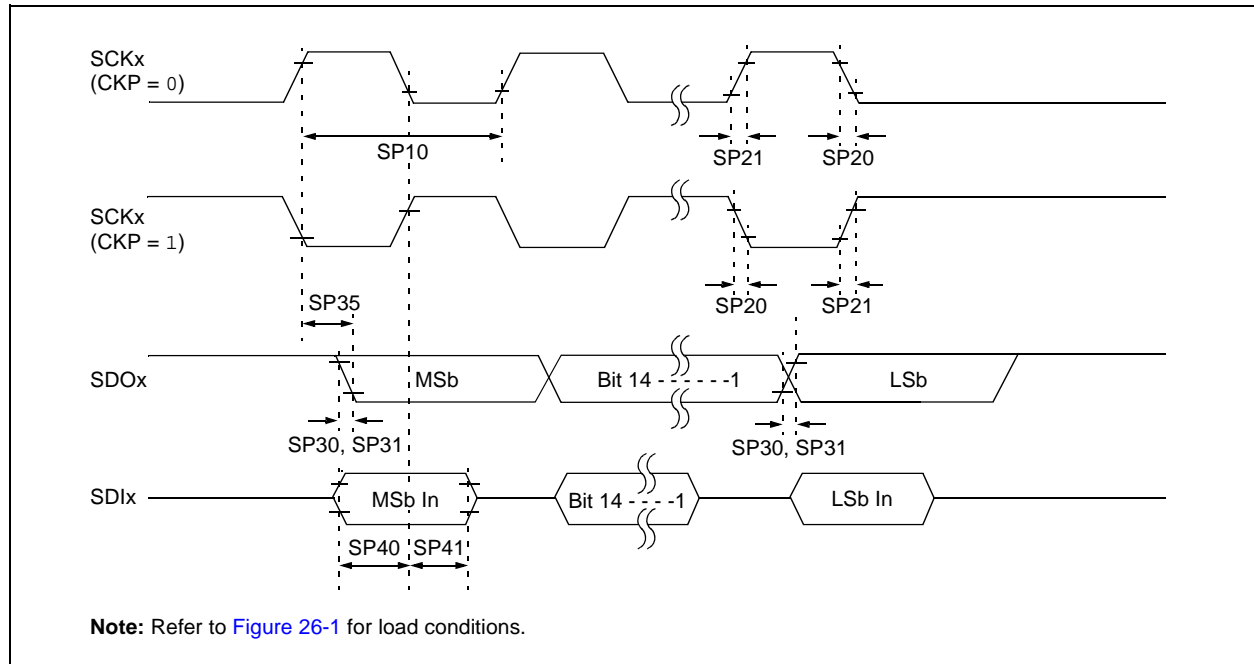 SCKx
(CKP = 0)
SP10
SP21
SP20
SCKx
(CKP = 1)
SP35
SP20
SP21
SDOx
MSb
Bit 14 - - - - - -1
LSb
SP30, SP31
SP30, SP31
SDIx
MSb In
Bit 14 - - - -1
LSb In
SP40
SP41
Note: Refer to Figure 26-1 for load conditions.